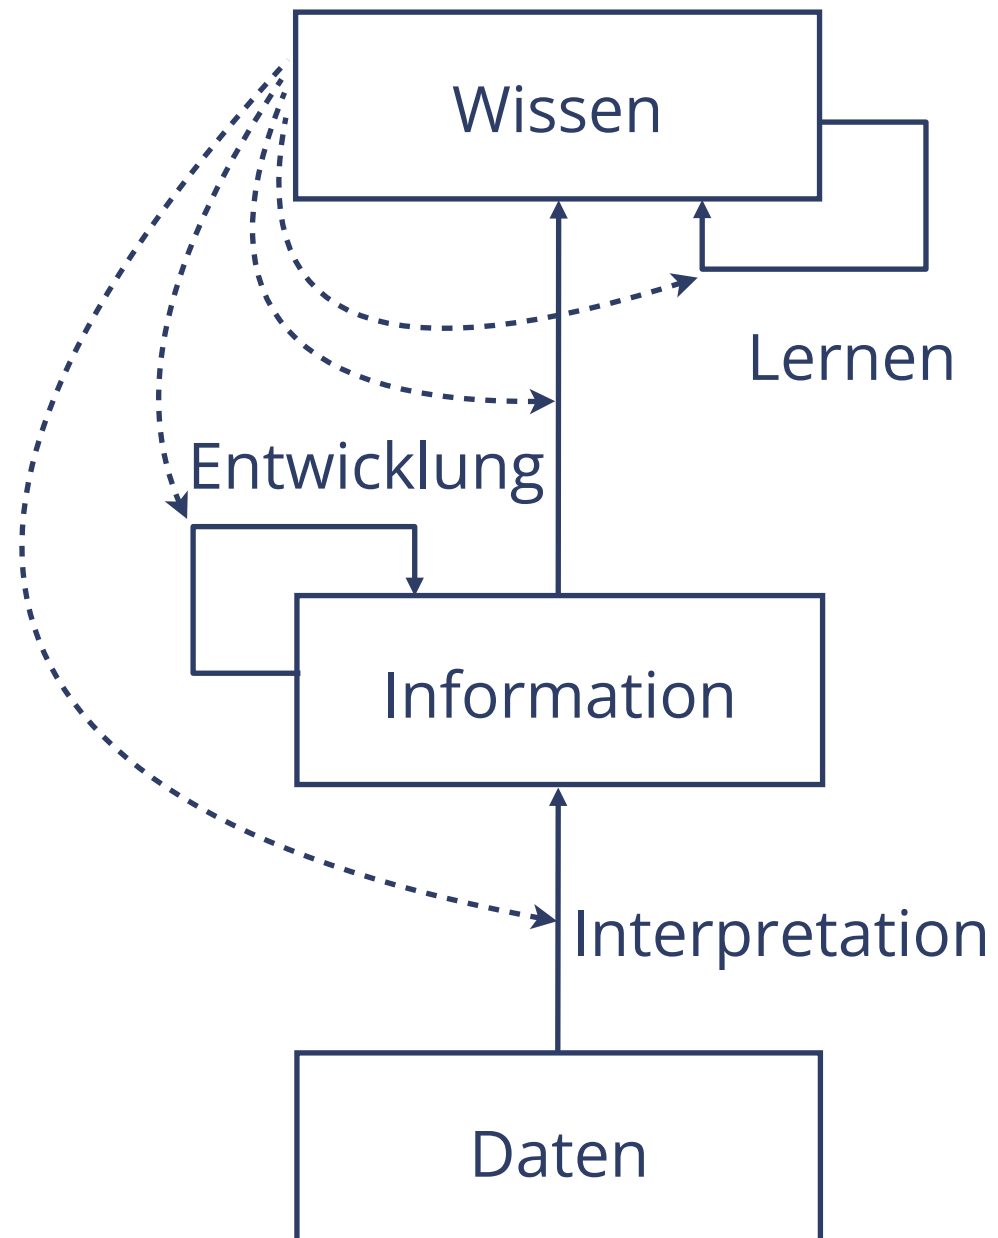 Wissen
Lernen
Entwicklung
Information
Interpretation
Daten